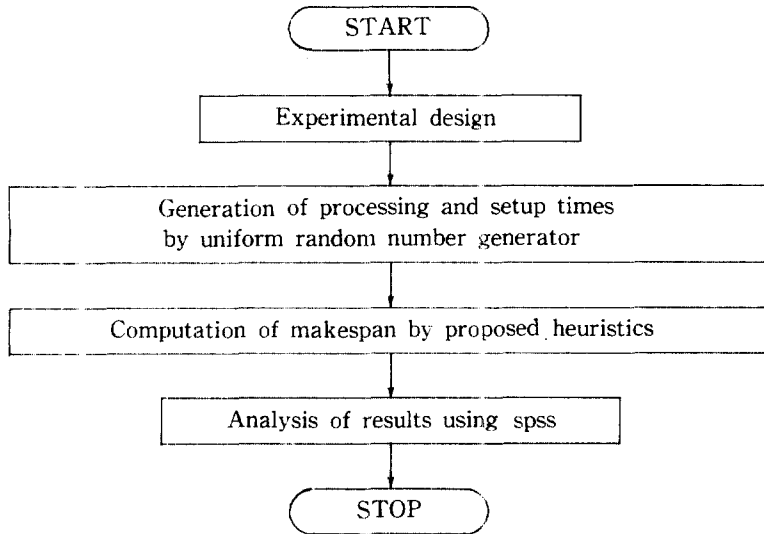 START
Experimental design
Generation of processing and setup times
by uniform random number generator
Computation of makespan by proposed heuristics
Analysis of results using spss
STOP